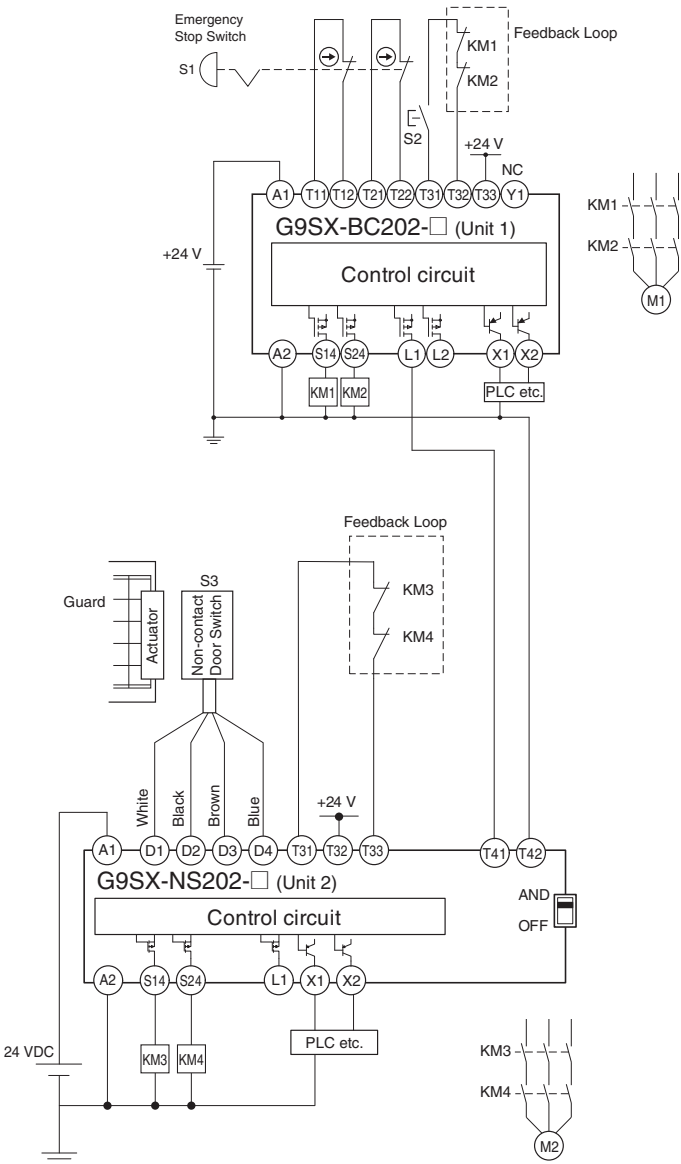 Emergency
Stop Switch
S1
KM1
KM2
Feedback Loop
S2
+24 V
NC
A1 T11 T12 T21 T22 T31 T32 T33 Y1
G9SX-BC202-□ (Unit 1)
Control circuit
+24 V
A2 S14 S24 L1 L2 X1 X2
KM1 KM2
PLC etc.
KM1
KM2
M1
Feedback Loop
KM3
KM4
Guard
Actuator
S3
Non-contact
Door Switch
White
Black
Brown
Blue
+24 V
A1 D1 D2 D3 D4 T31 T32 T33 T41 T42
G9SX-NS202-□ (Unit 2)
Control circuit
AND
OFF
A2 S14 S24 L1 X1 X2
24 VDC
KM3 KM4
PLC etc.
KM3
KM4
M2